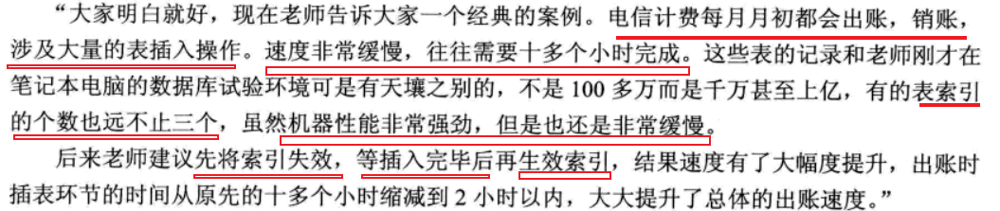 “大家明白就好，现在老师告诉大家一个经典的案例。电信计费每月月初都会出账，销账，
涉及大量的表插入操作。速度非常缓慢，往往需要十多个小时完成。这些表的记录和老师刚才在
笔记本电脑的数据库试验环境可是有天壤之别的，不是 100 多万而是千万甚至上亿，有的表索引
的个数也远不止三个，虽然机器性能非常强劲，但是也还是非常缓慢。
后来老师建议先将索引失效，等插入完毕后再生效索引，结果速度有了大幅度提升，出账时
插表环节的时间从原先的十多个小时缩减到 2 小时以内，大大提升了总体的出账速度。”